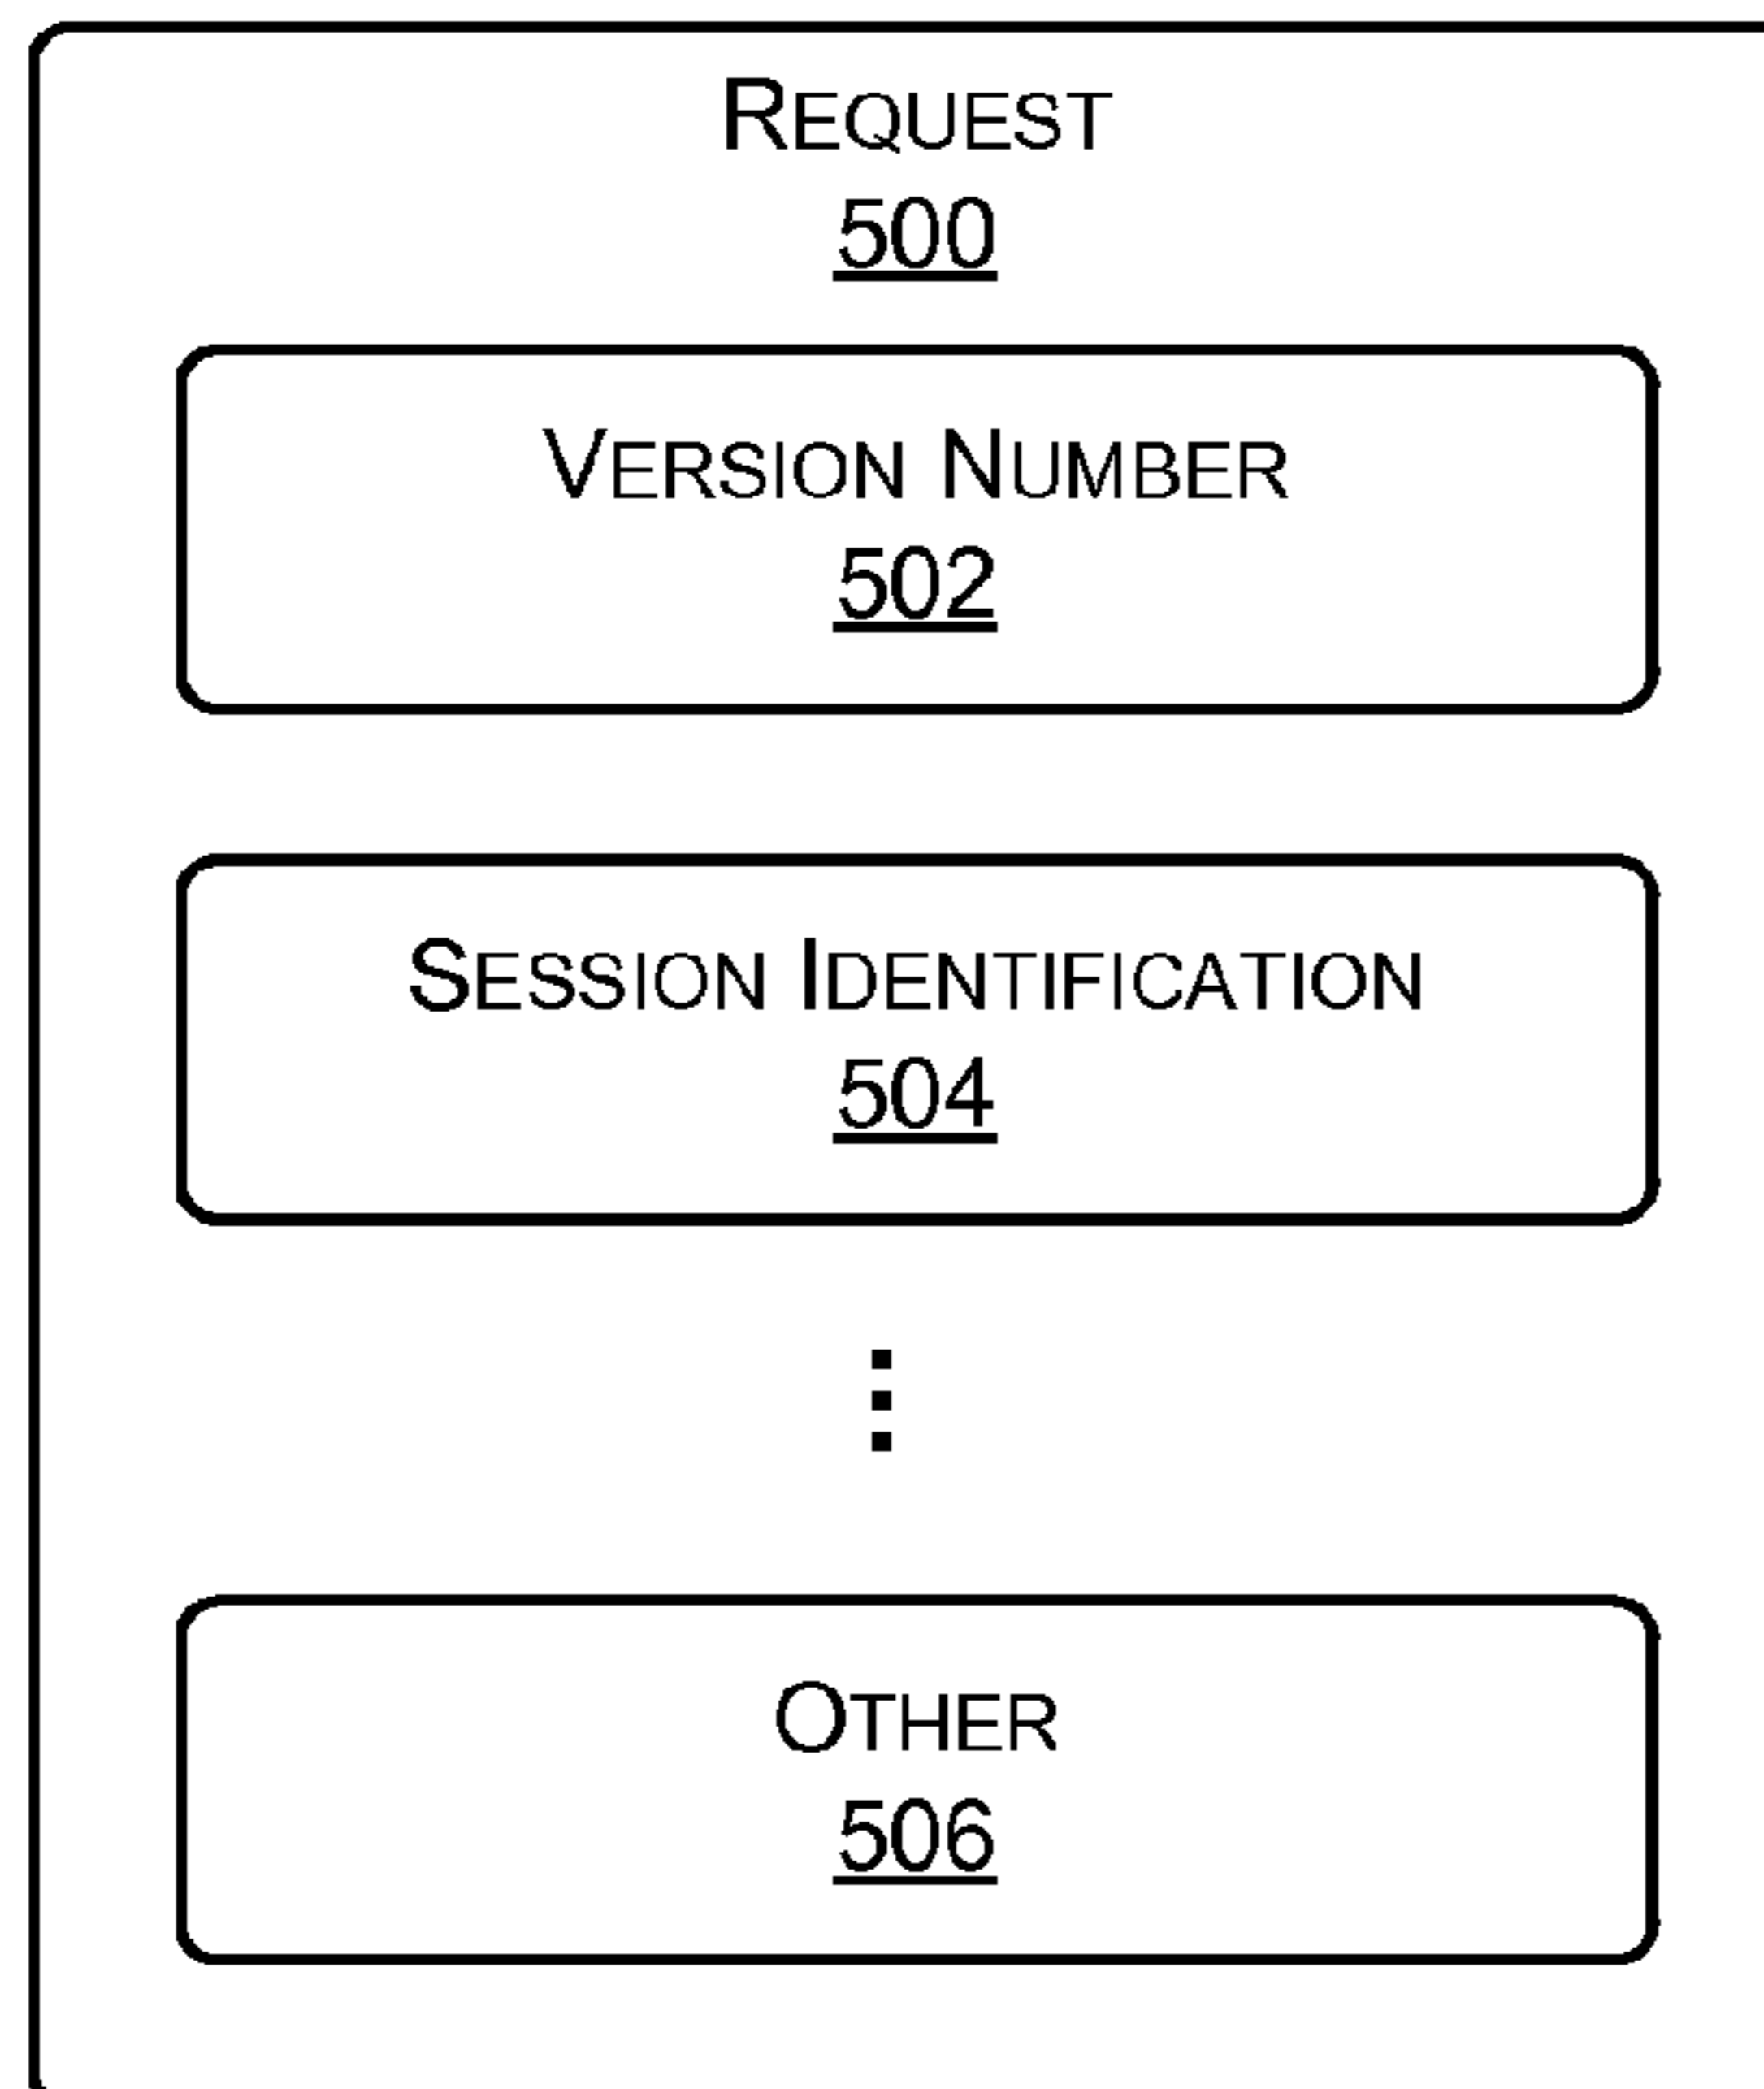 REQUEST
500
VERSION NUMBER
502
SESSION IDENTIFICATION
504
OTHER
506